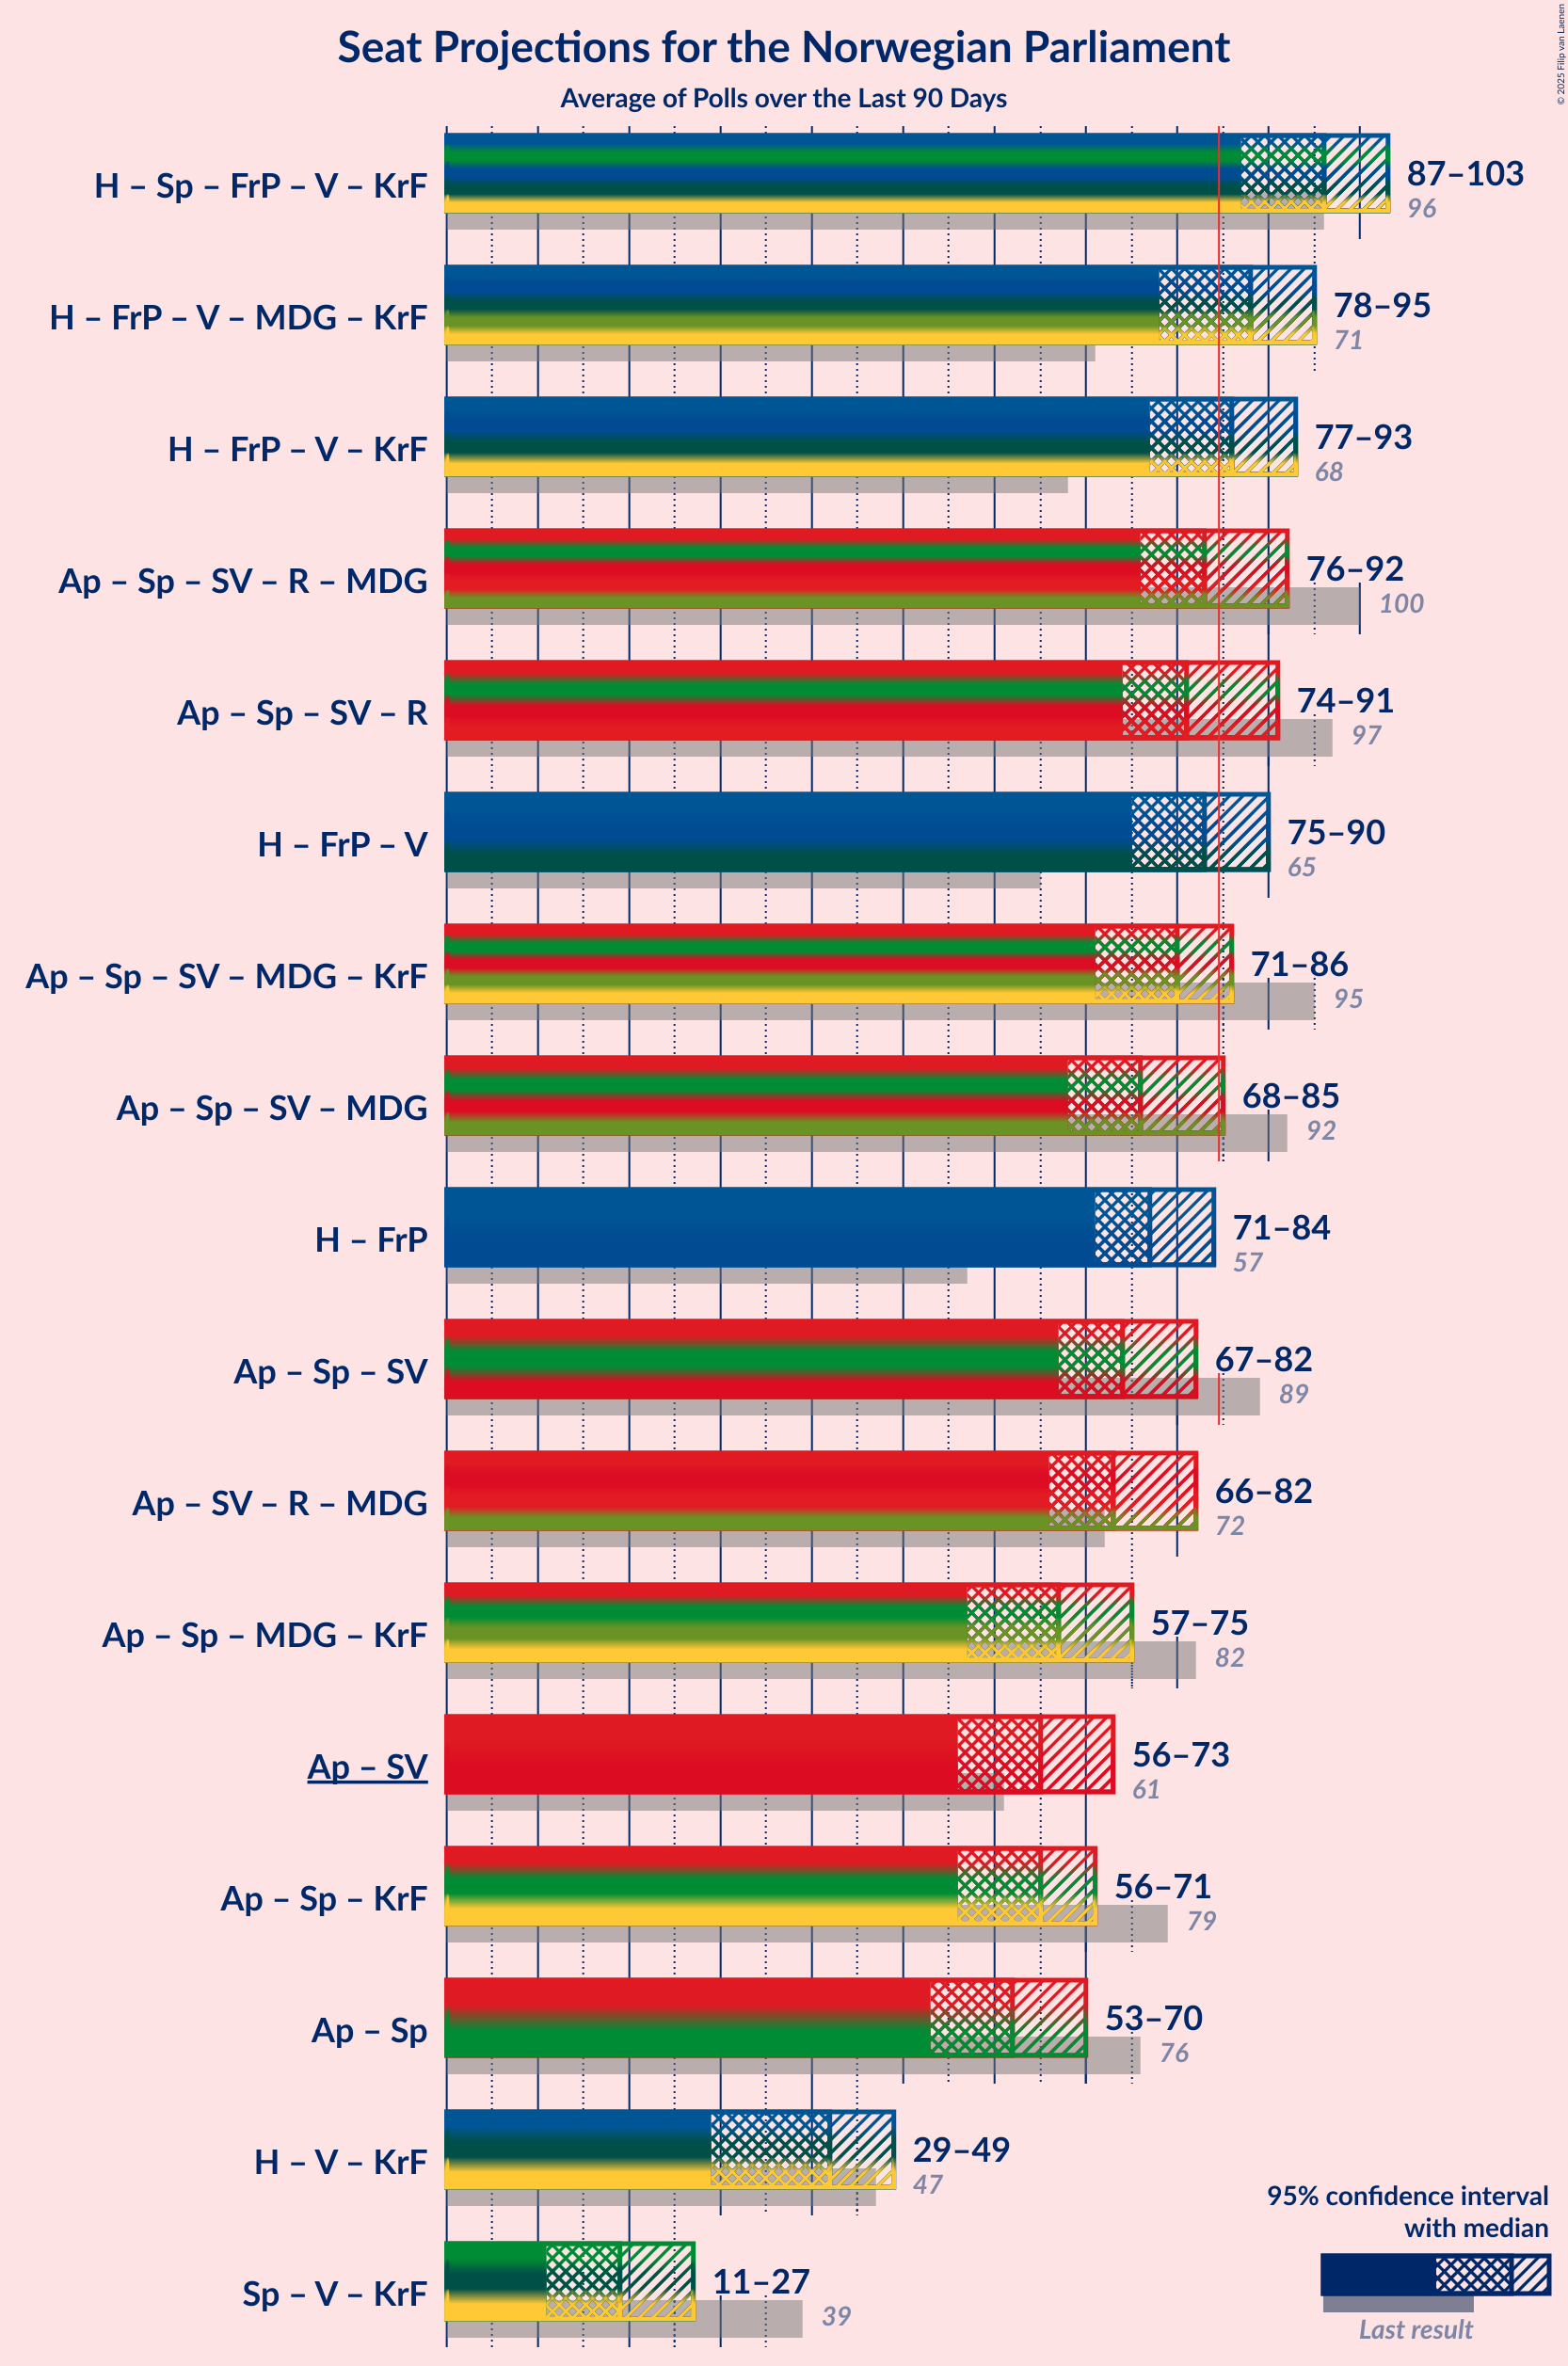 Seat Projections for the Norwegian Parliament
Average of Polls over the Last 90 Days
© 2025 Filip van Laenen
H – Sp – FrP – V – KrF
87–103
96
H – FrP – V – MDG – KrF
78–95
71
H – FrP – V – KrF
77–93
68
Ap – Sp – SV – R – MDG
76–92
100
Ap – Sp – SV – R
74–91
97
H – FrP – V
75–90
65
Ap – Sp – SV – MDG – KrF
71–86
95
Ap – Sp – SV – MDG
68–85
92
H – FrP
71–84
57
Ap – Sp – SV
67–82
89
Ap – SV – R – MDG
66–82
72
Ap – Sp – MDG – KrF
57–75
82
Ap – SV
56–73
61
Ap – Sp – KrF
56–71
79
Ap – Sp
53–70
76
H – V – KrF
29–49
47
Sp – V – KrF
11–27
39
95% confidence interval
with median
Last result